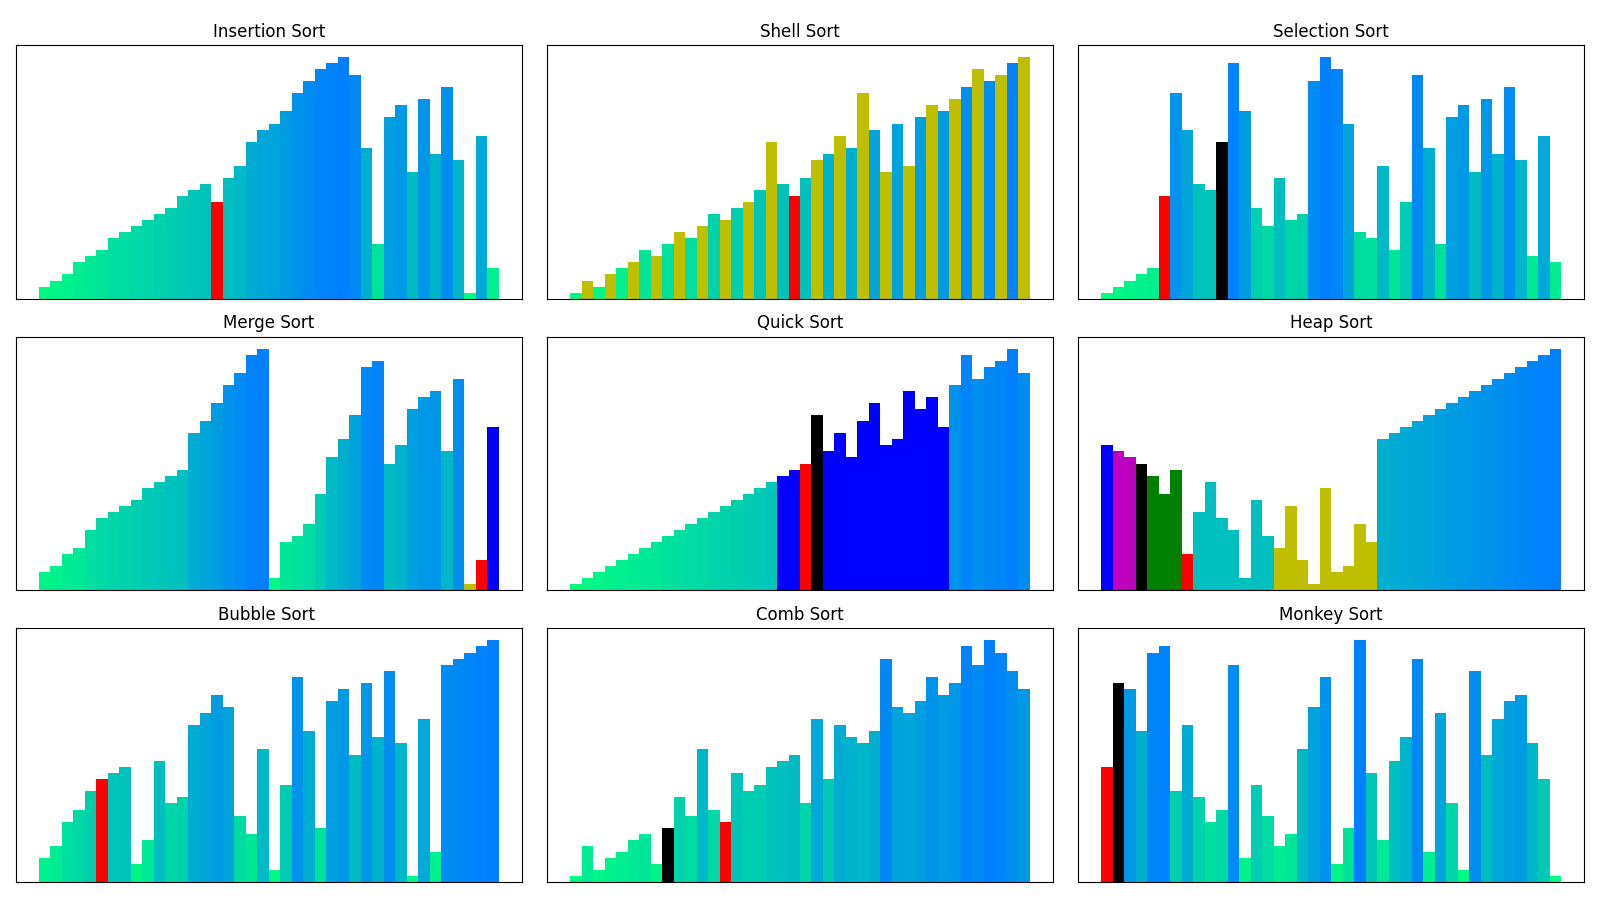 Insertion Sort
Shell Sort
Selection Sort
Merge Sort
Quick Sort
Heap Sort
Bubble Sort
Comb Sort
Monkey Sort